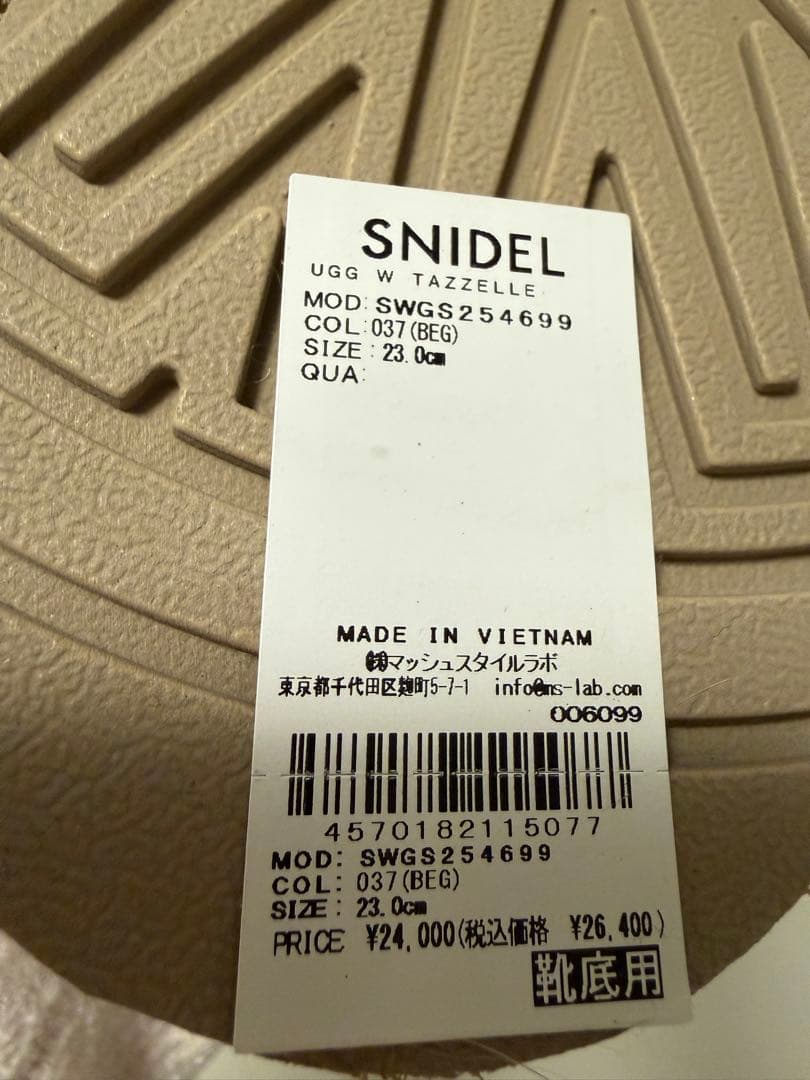 SNIDEL
UGG W TAZZELLE
MOD:SWGS254699
COL:037(BEG)
SIZE:23.0cm
QUA:
MADE IN VIETNAM
㈱マッシュスタイルラボ
東京都千代田区麹町5-7-1 info@ms-lab.com
006099
4570182115077
MOD: SWGS254699
COL: 037(BEG)
SIZE: 23.0cm
PRICE ¥24,000(税込価格 ¥26,400)
靴底用